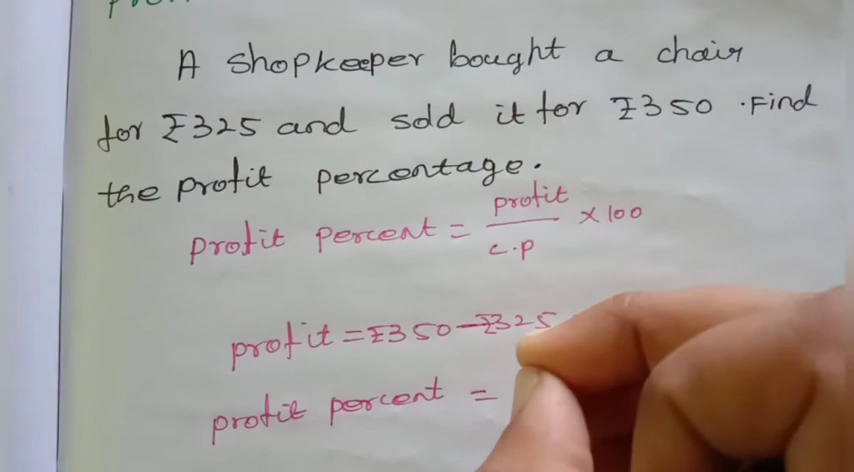 A shopkeeper bought a chair
for ₹325 and sold it for ₹350 . Find
the profit percentage.
profit percent = profit / c.p × 100
profit = ₹350 - ₹325
profit percent =